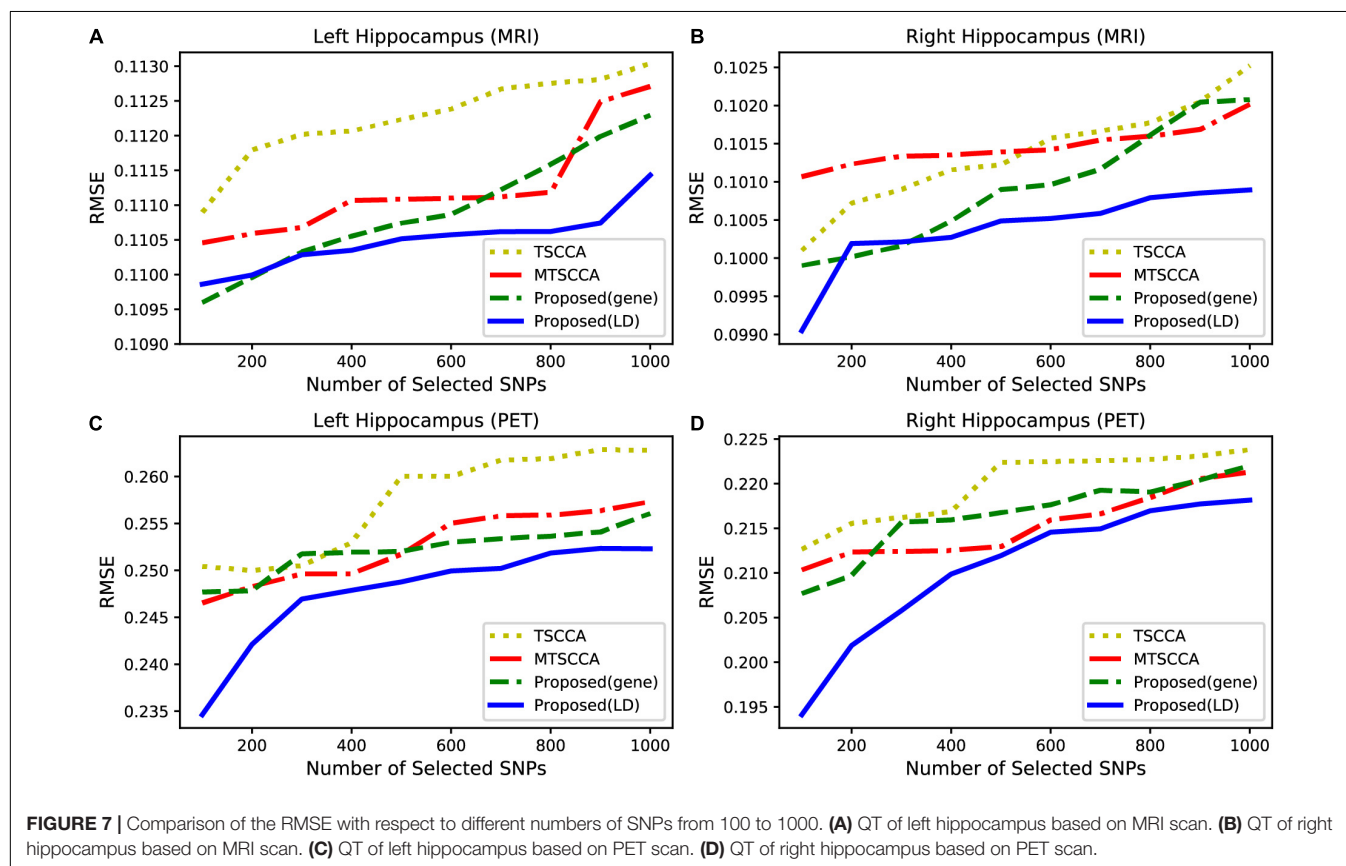 A
Left Hippocampus (MRI)
0.1130
0.1125
0.1120
0.1115
0.1110
0.1105
0.1100
0.1095
0.1090
RMSE
TSCCA
MTSCCA
Proposed(gene)
Proposed(LD)
200 400 600 800 1000
Number of Selected SNPs
B
Right Hippocampus (MRI)
0.1025
0.1020
0.1015
0.1010
0.1005
0.1000
0.0995
0.0990
RMSE
TSCCA
MTSCCA
Proposed(gene)
Proposed(LD)
200 400 600 800 1000
Number of Selected SNPs
C
Left Hippocampus (PET)
0.260
0.255
0.250
0.245
0.240
0.235
RMSE
TSCCA
MTSCCA
Proposed(gene)
Proposed(LD)
200 400 600 800 1000
Number of Selected SNPs
D
Right Hippocampus (PET)
0.225
0.220
0.215
0.210
0.205
0.200
0.195
RMSE
TSCCA
MTSCCA
Proposed(gene)
Proposed(LD)
200 400 600 800 1000
Number of Selected SNPs
FIGURE 7 | Comparison of the RMSE with respect to different numbers of SNPs from 100 to 1000. (A) QT of left hippocampus based on MRI scan. (B) QT of right
hippocampus based on MRI scan. (C) QT of left hippocampus based on PET scan. (D) QT of right hippocampus based on PET scan.